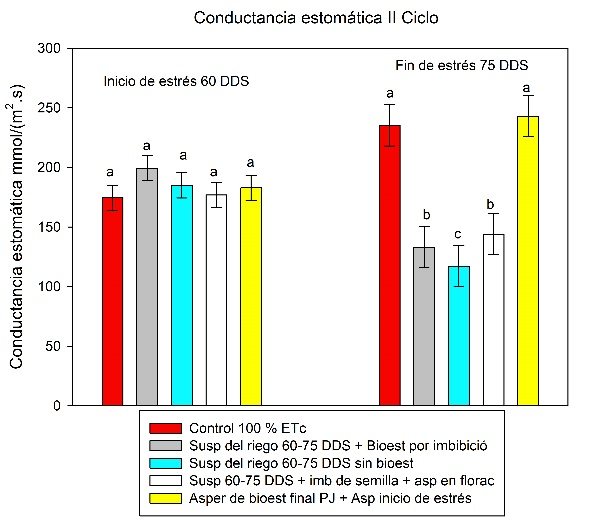 Conductancia estomática II Ciclo
Conductancia estomática mmol/(m².s)
300
250
200
150
100
50
0
Inicio de estrés 60 DDS
Fin de estrés 75 DDS
a a a a a
a b c b a
Control 100 % ETc
Susp del riego 60-75 DDS + Bioest por imbibició
Susp del riego 60-75 DDS sin bioest
Susp 60-75 DDS + imb de semilla + asp en florac
Asper de bioest final PJ + Asp inicio de estrés